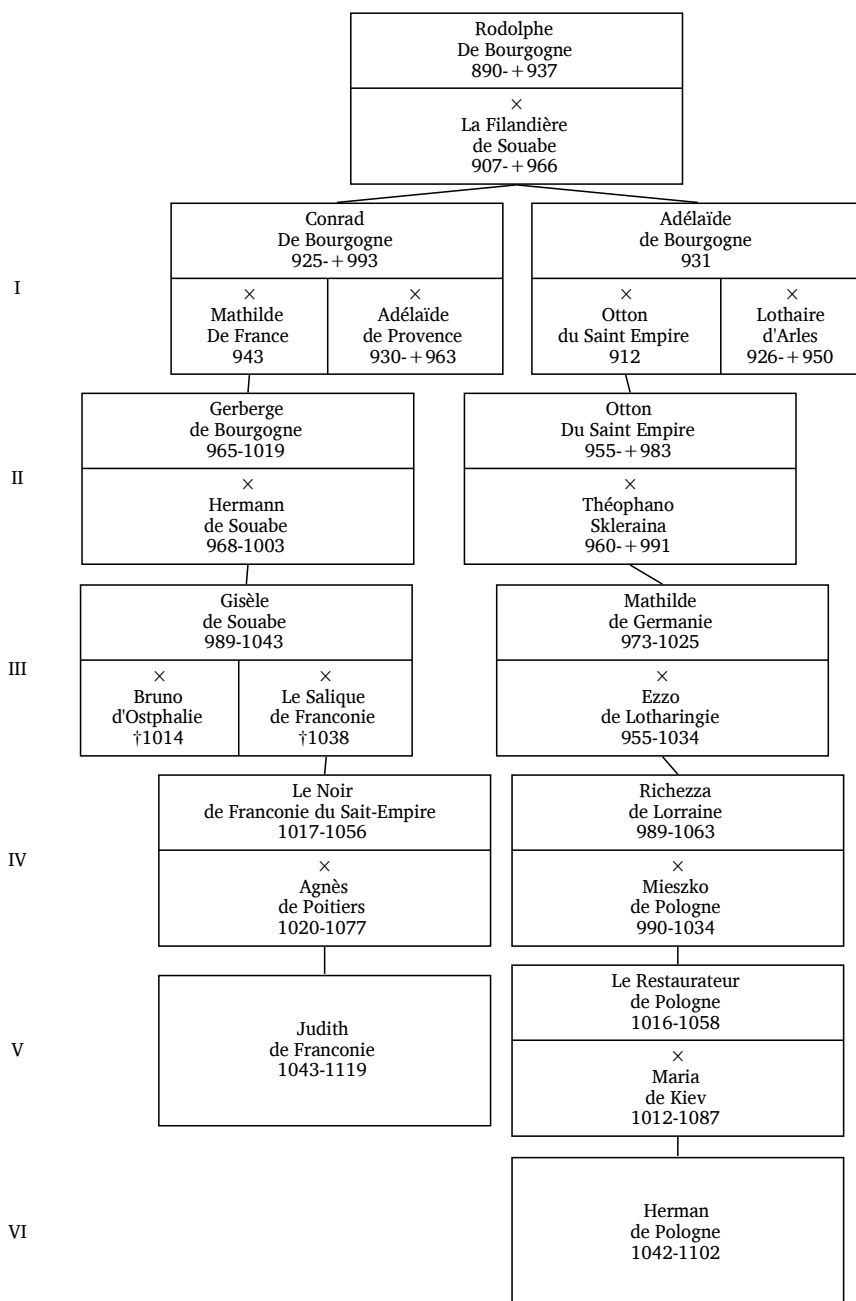 Rodolphe
De Bourgogne
890-+937
×
La Filandière
de Souabe
907-+966
I
Conrad
De Bourgogne
925-+993
×
Mathilde
De France
943
×
Adélaïde
de Provence
930-+963
Adélaïde
de Bourgogne
931
×
Otton
du Saint Empire
912
×
Lothaire
d'Arles
926-+950
II
Gerberge
de Bourgogne
965-1019
×
Hermann
de Souabe
968-1003
Otton
Du Saint Empire
955-+983
×
Théophano
Skleraina
960-+991
III
Gisèle
de Souabe
989-1043
×
Bruno
d'Ostphalie
†1014
×
Le Salique
de Franconie
†1038
Mathilde
de Germanie
973-1025
×
Ezzo
de Lotharingie
955-1034
IV
Le Noir
de Franconie du Sait-Empire
1017-1056
×
Agnès
de Poitiers
1020-1077
Richezza
de Lorraine
989-1063
×
Mieszko
de Pologne
990-1034
V
Judith
de Franconie
1043-1119
Le Restaurateur
de Pologne
1016-1058
×
Maria
de Kiev
1012-1087
VI
Herman
de Pologne
1042-1102